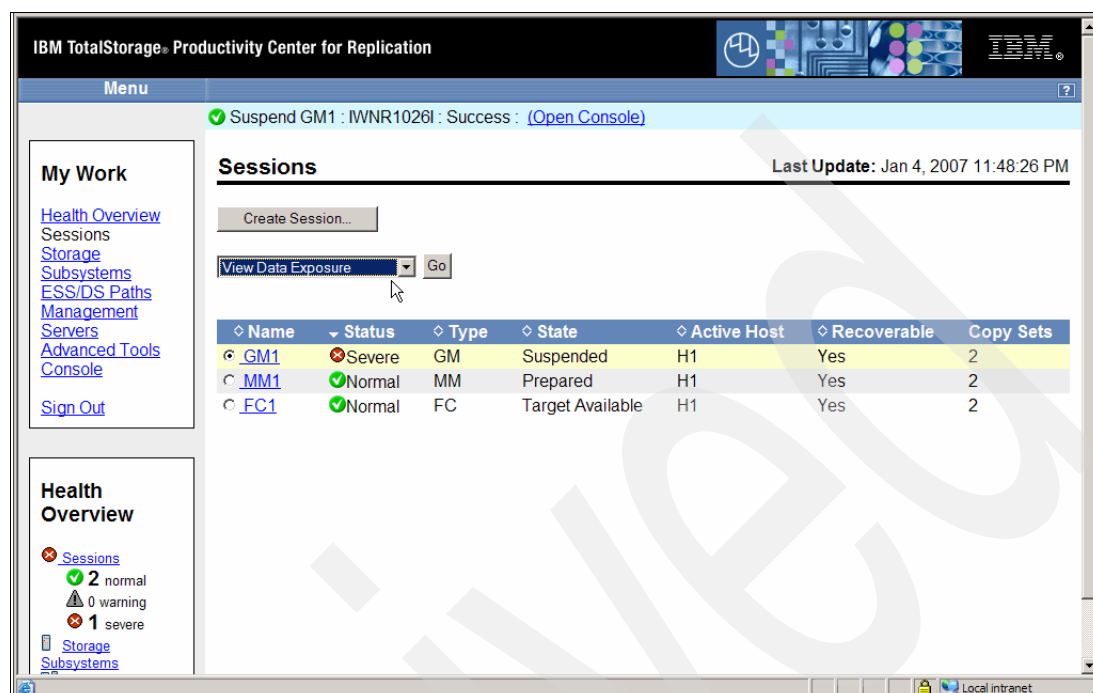 IBM TotalStorage® Productivity Center for Replication
IBM®
Menu
?
Suspend GM1 : IWNR1026I : Success : (Open Console)
My Work
Health Overview
Sessions
Storage
Subsystems
ESS/DS Paths
Management
Servers
Advanced Tools
Console
Sign Out
Health
Overview
Sessions
2 normal
0 warning
1 severe
Storage
Subsystems
Sessions
Last Update: Jan 4, 2007 11:48:26 PM
Create Session...
View Data Exposure Go
Name Status Type State Active Host Recoverable Copy Sets
GM1 Severe GM Suspended H1 Yes 2
MM1 Normal MM Prepared H1 Yes 2
FC1 Normal FC Target Available H1 Yes 2
Local intranet